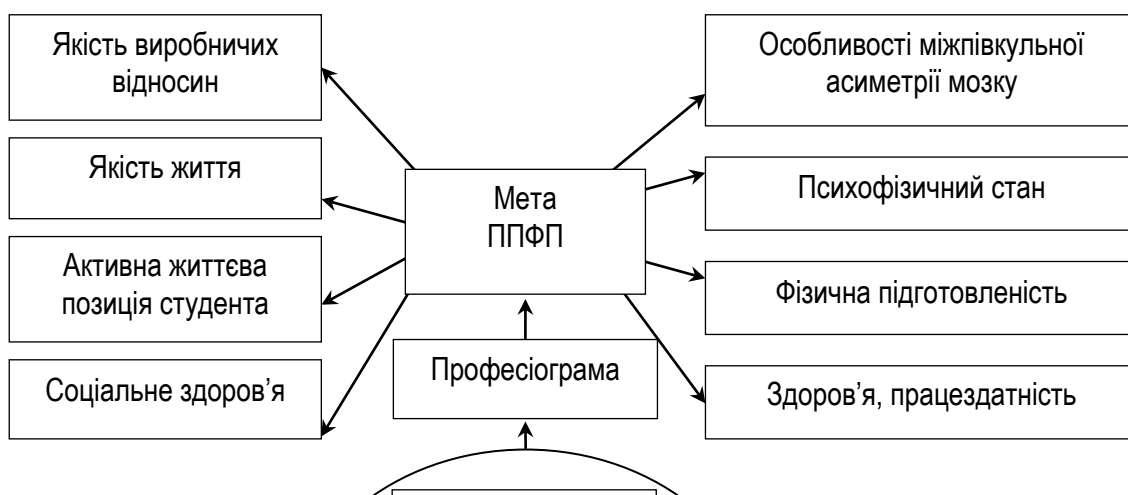 Якість виробничих
відносин
Якість життя
Активна життєва
позиція студента
Соціальне здоров’я
Мета
ППФП
Професіограма
Особливості міжпівкульної
асиметрії мозку
Психофізичний стан
Фізична підготовленість
Здоров’я, працездатність